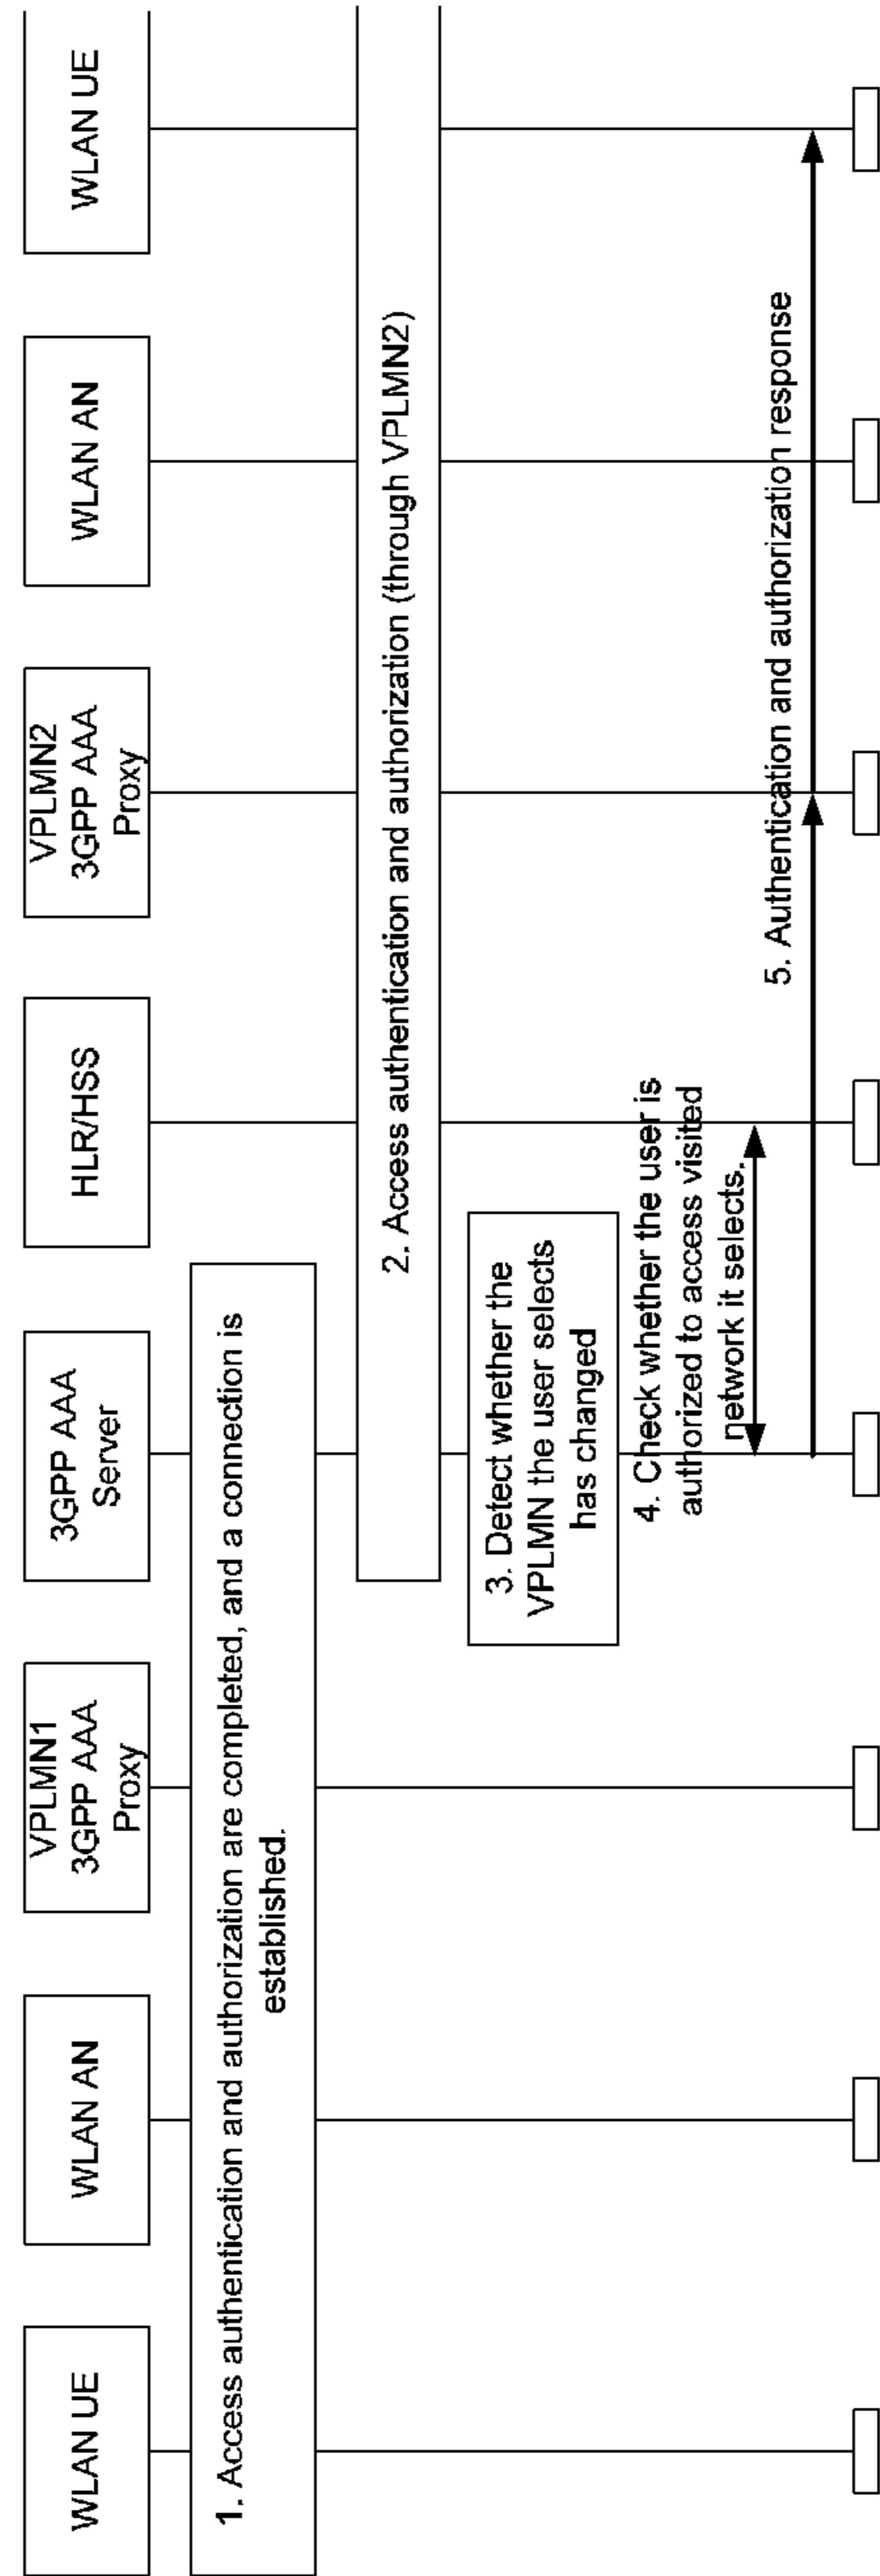 WLAN UE
WLAN AN
VPLMN1
3GPP AAA
Proxy
3GPP AAA
Server
HLR/HSS
VPLMN2
3GPP AAA
Proxy
WLAN AN
WLAN UE
1. Access authentication and authorization are completed, and a connection is
established.
2. Access authentication and authorization (through VPLMN2)
3. Detect whether the
VPLMN the user selects
has changed
4. Check whether the user is
authorized to access visited
network it selects.
5. Authentication and authorization response